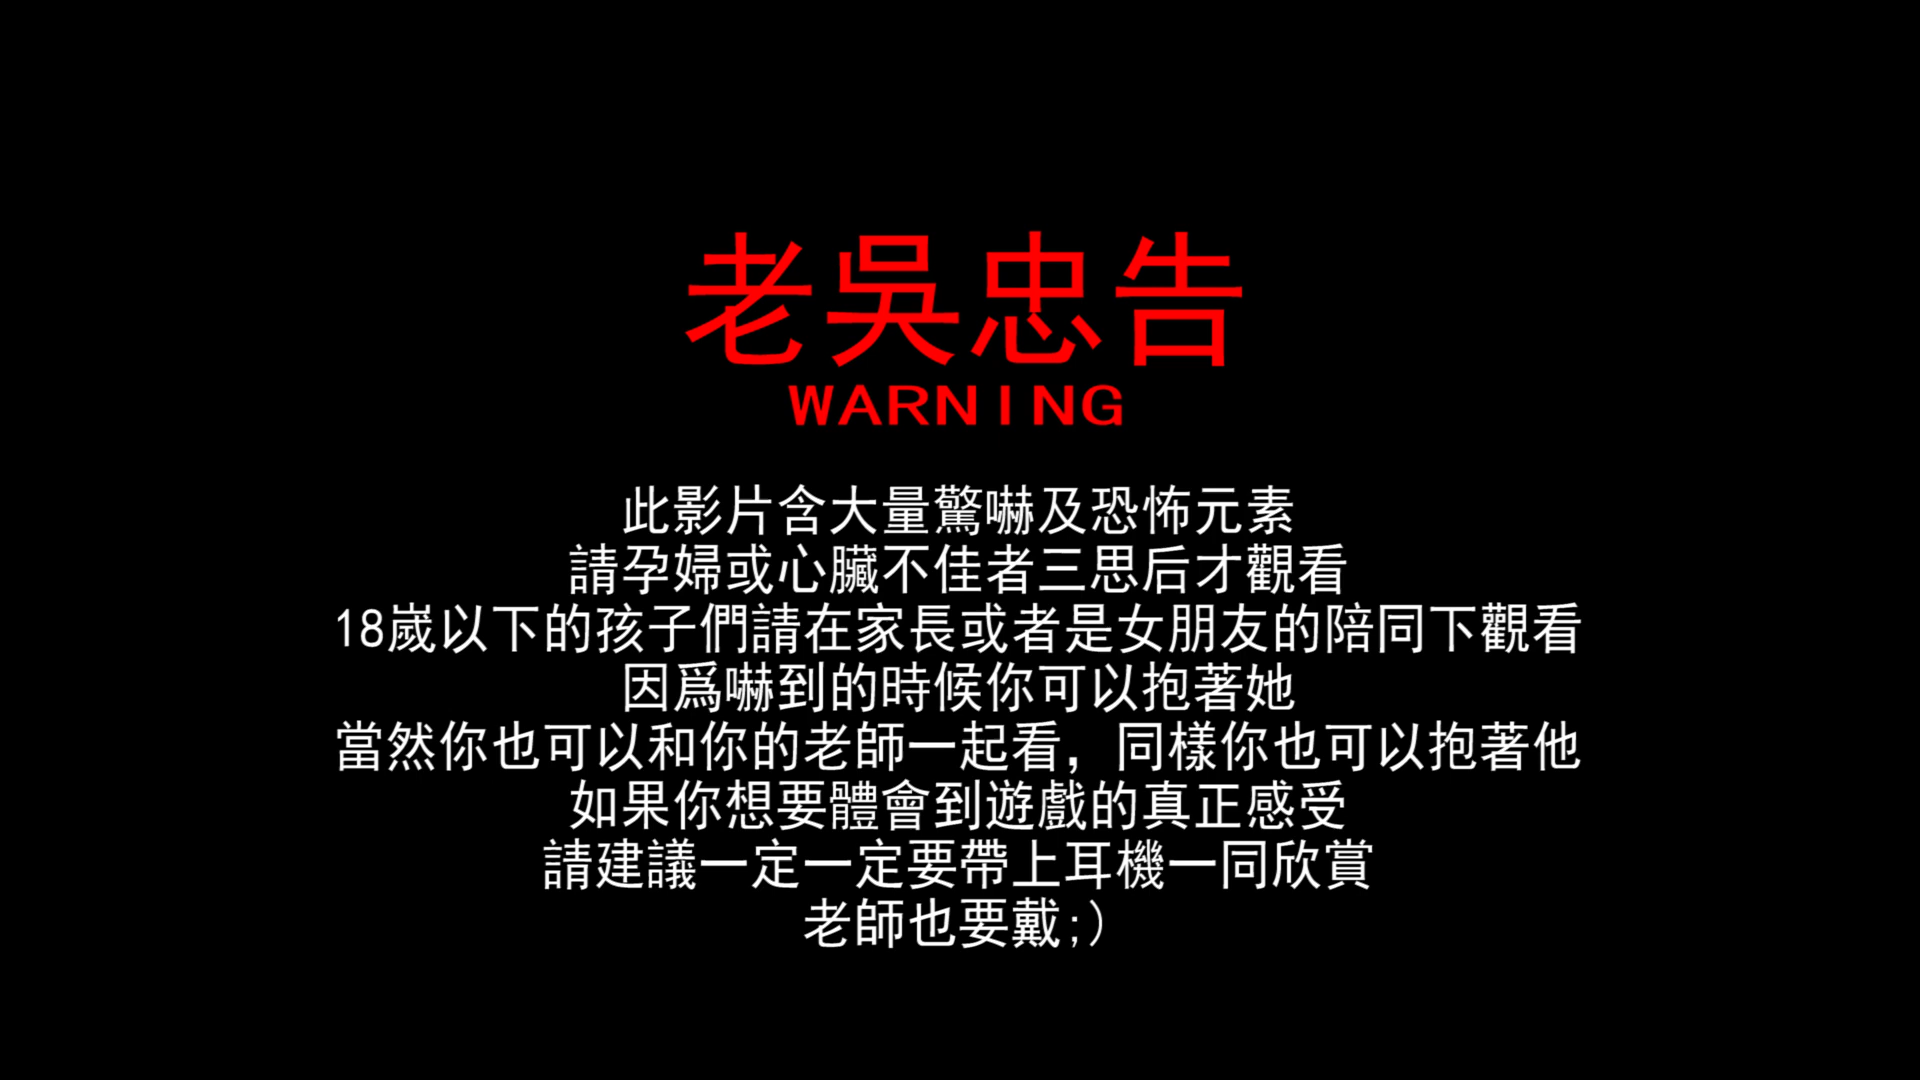 老吳忠告
WARNING
此影片含大量驚嚇及恐怖元素
請孕婦或心臟不佳者三思后才觀看
18嵗以下的孩子們請在家長或者是女朋友的陪同下觀看
因爲嚇到的時候你可以抱著她
當然你也可以和你的老師一起看，同樣你也可以抱著他
如果你想要體會到遊戲的真正感受
請建議一定一定要帶上耳機一同欣賞
老師也要戴;)